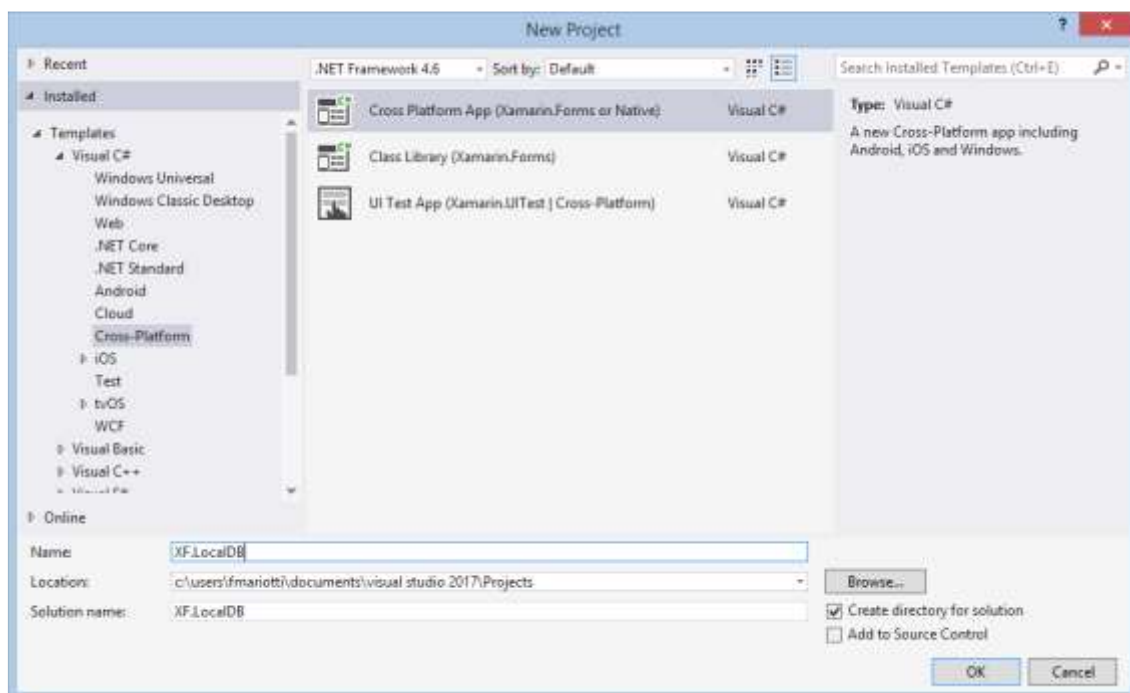 New Project
?
Recent
Installed
Templates
Visual C#
Windows Universal
Windows Classic Desktop
Web
.NET Core
.NET Standard
Android
Cloud
Cross-Platform
iOS
Test
tvOS
WCF
Visual Basic
Visual C++
Online
.NET Framework 4.6
Sort by: Default
Cross Platform App (Xamarin.Forms or Native) Visual C#
Class Library (Xamarin.Forms) Visual C#
UI Test App (Xamarin.UITest | Cross-Platform) Visual C#
Search Installed Templates (Ctrl+E)
Type: Visual C#
A new Cross-Platform app including
Android, iOS and Windows.
Name: XF.LocalDB
Location: c:\users\fmariotti\documents\visual studio 2017\Projects
Solution name: XF.LocalDB
Browse...
Create directory for solution
Add to Source Control
OK Cancel